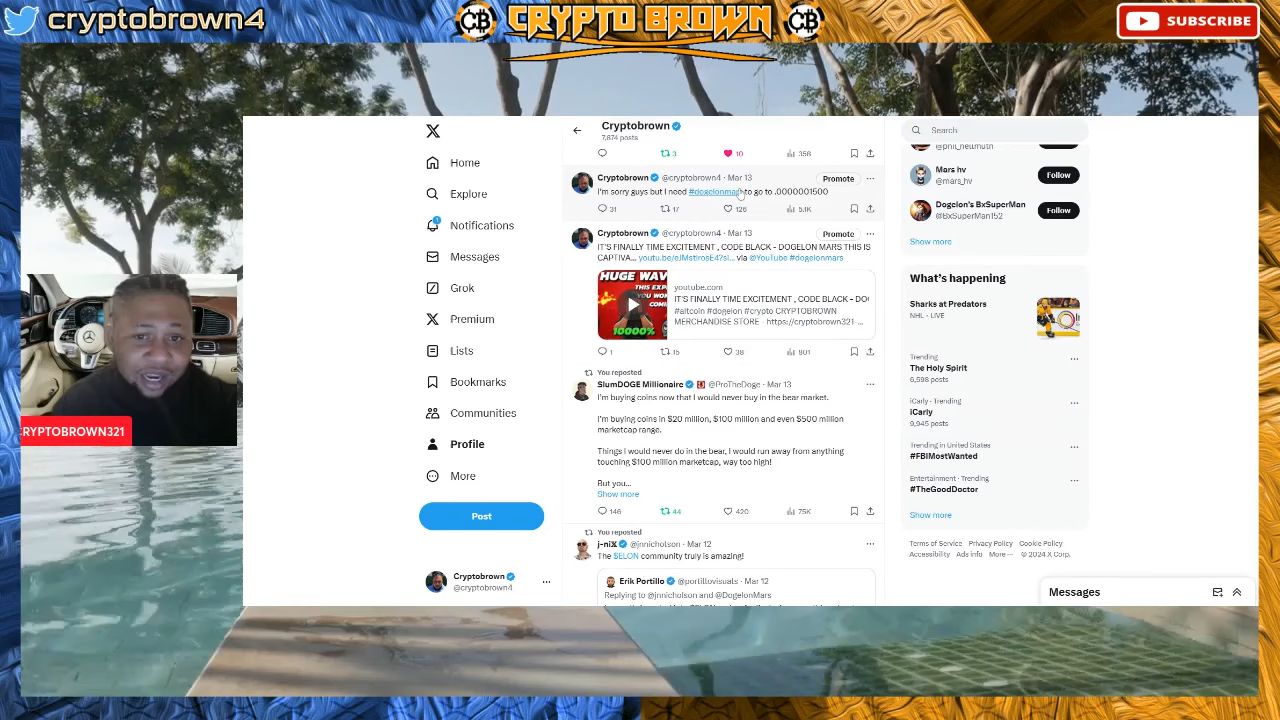 cryptobrown4
CB
CRYPTO BROWN
CB
SUBSCRIBE
CRYPTOBROWN321
X
Home
Explore
1
Notifications
Messages
Grok
Premium
Lists
Bookmarks
Communities
Profile
More
Post
Cryptobrown
@cryptobrown4
Cryptobrown
7,874 posts
3 10 358
Cryptobrown @cryptobrown4 · Mar 13
Promote
I'm sorry guys but I need #dogelonmars to go to .0000001500
31 17 126 5.1K
Cryptobrown @cryptobrown4 · Mar 13
Promote
IT'S FINALLY TIME EXCITEMENT , CODE BLACK - DOGELON MARS THIS IS
CAPTIVA... youtu.be/eJMstIrosE4?si... via @YouTube #dogelonmars
HUGE WAV
THIS EXP
YOU WON
COMI
10000%
youtube.com
IT'S FINALLY TIME EXCITEMENT , CODE BLACK - DO
#altcoin #dogelon #crypto CRYPTOBROWN
MERCHANDISE STORE - https://cryptobrown321-...
1 15 38 801
You reposted
SlumDOGE Millionaire @ProTheDoge · Mar 13
I'm buying coins now that I would never buy in the bear market.
I'm buying coins in $20 million, $100 million and even $500 million
marketcap range.
Things I would never do in the bear, I would run away from anything
touching $100 million marketcap, way too high!
But you...
Show more
146 44 420 75K
You reposted
j-niX @jnnicholson · Mar 12
The $ELON community truly is amazing!
Erik Portillo @portillovisuals · Mar 12
Replying to @jnnicholson and @DogelonMars
Search
@phil_hellmuth
Mars hv
@mars_hv
Follow
Dogelon's BxSuperMan
@BxSuperMan152
Follow
Show more
What's happening
Sharks at Predators
NHL · LIVE
Trending
The Holy Spirit
6,598 posts
iCarly · Trending
iCarly
9,945 posts
Trending in United States
#FBIMostWanted
Entertainment · Trending
#TheGoodDoctor
Show more
Terms of Service Privacy Policy Cookie Policy
Accessibility Ads info More ··· © 2024 X Corp.
Messages